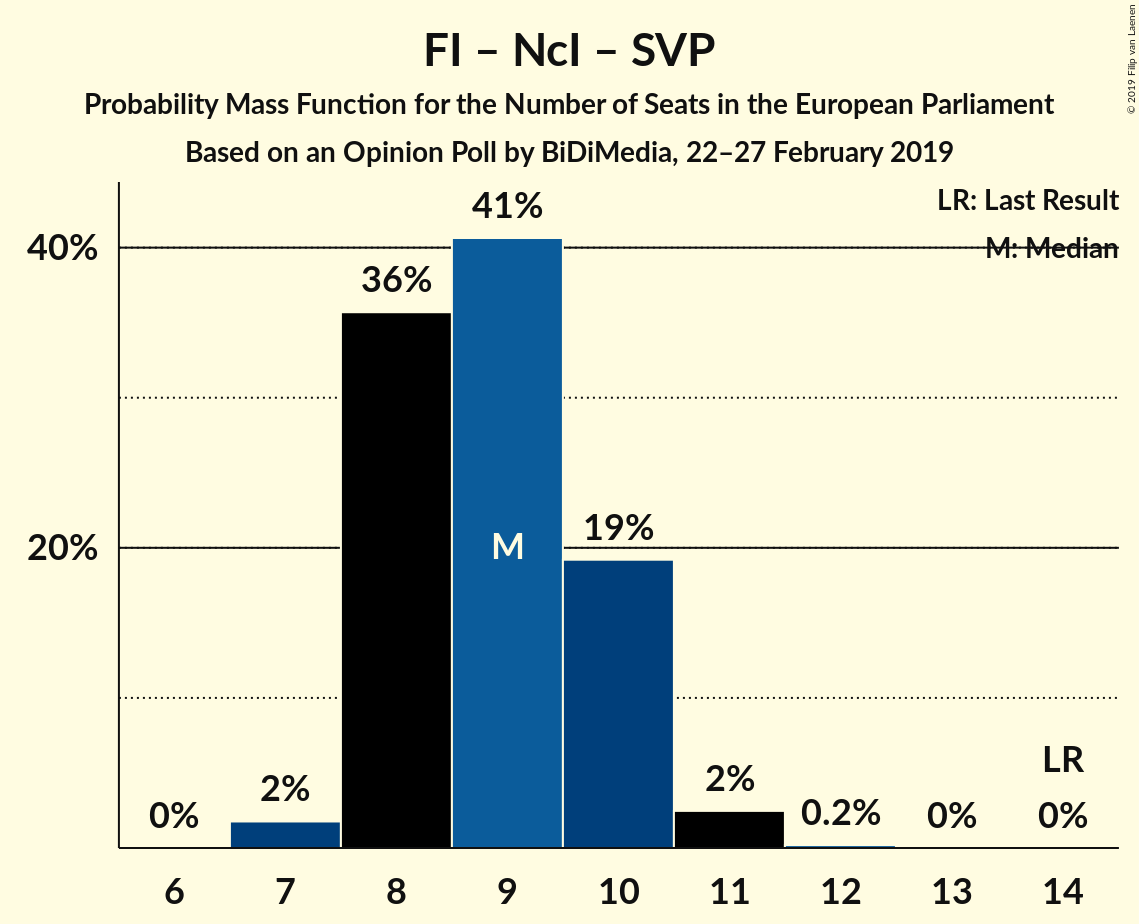 FI – NcI – SVP
Probability Mass Function for the Number of Seats in the European Parliament
Based on an Opinion Poll by BiDiMedia, 22–27 February 2019
© 2019 Filip van Laenen
LR: Last Result
M: Median
40%
20%
0%
2%
36%
41%
M
19%
2%
0.2%
0%
LR
0%
6 7 8 9 10 11 12 13 14